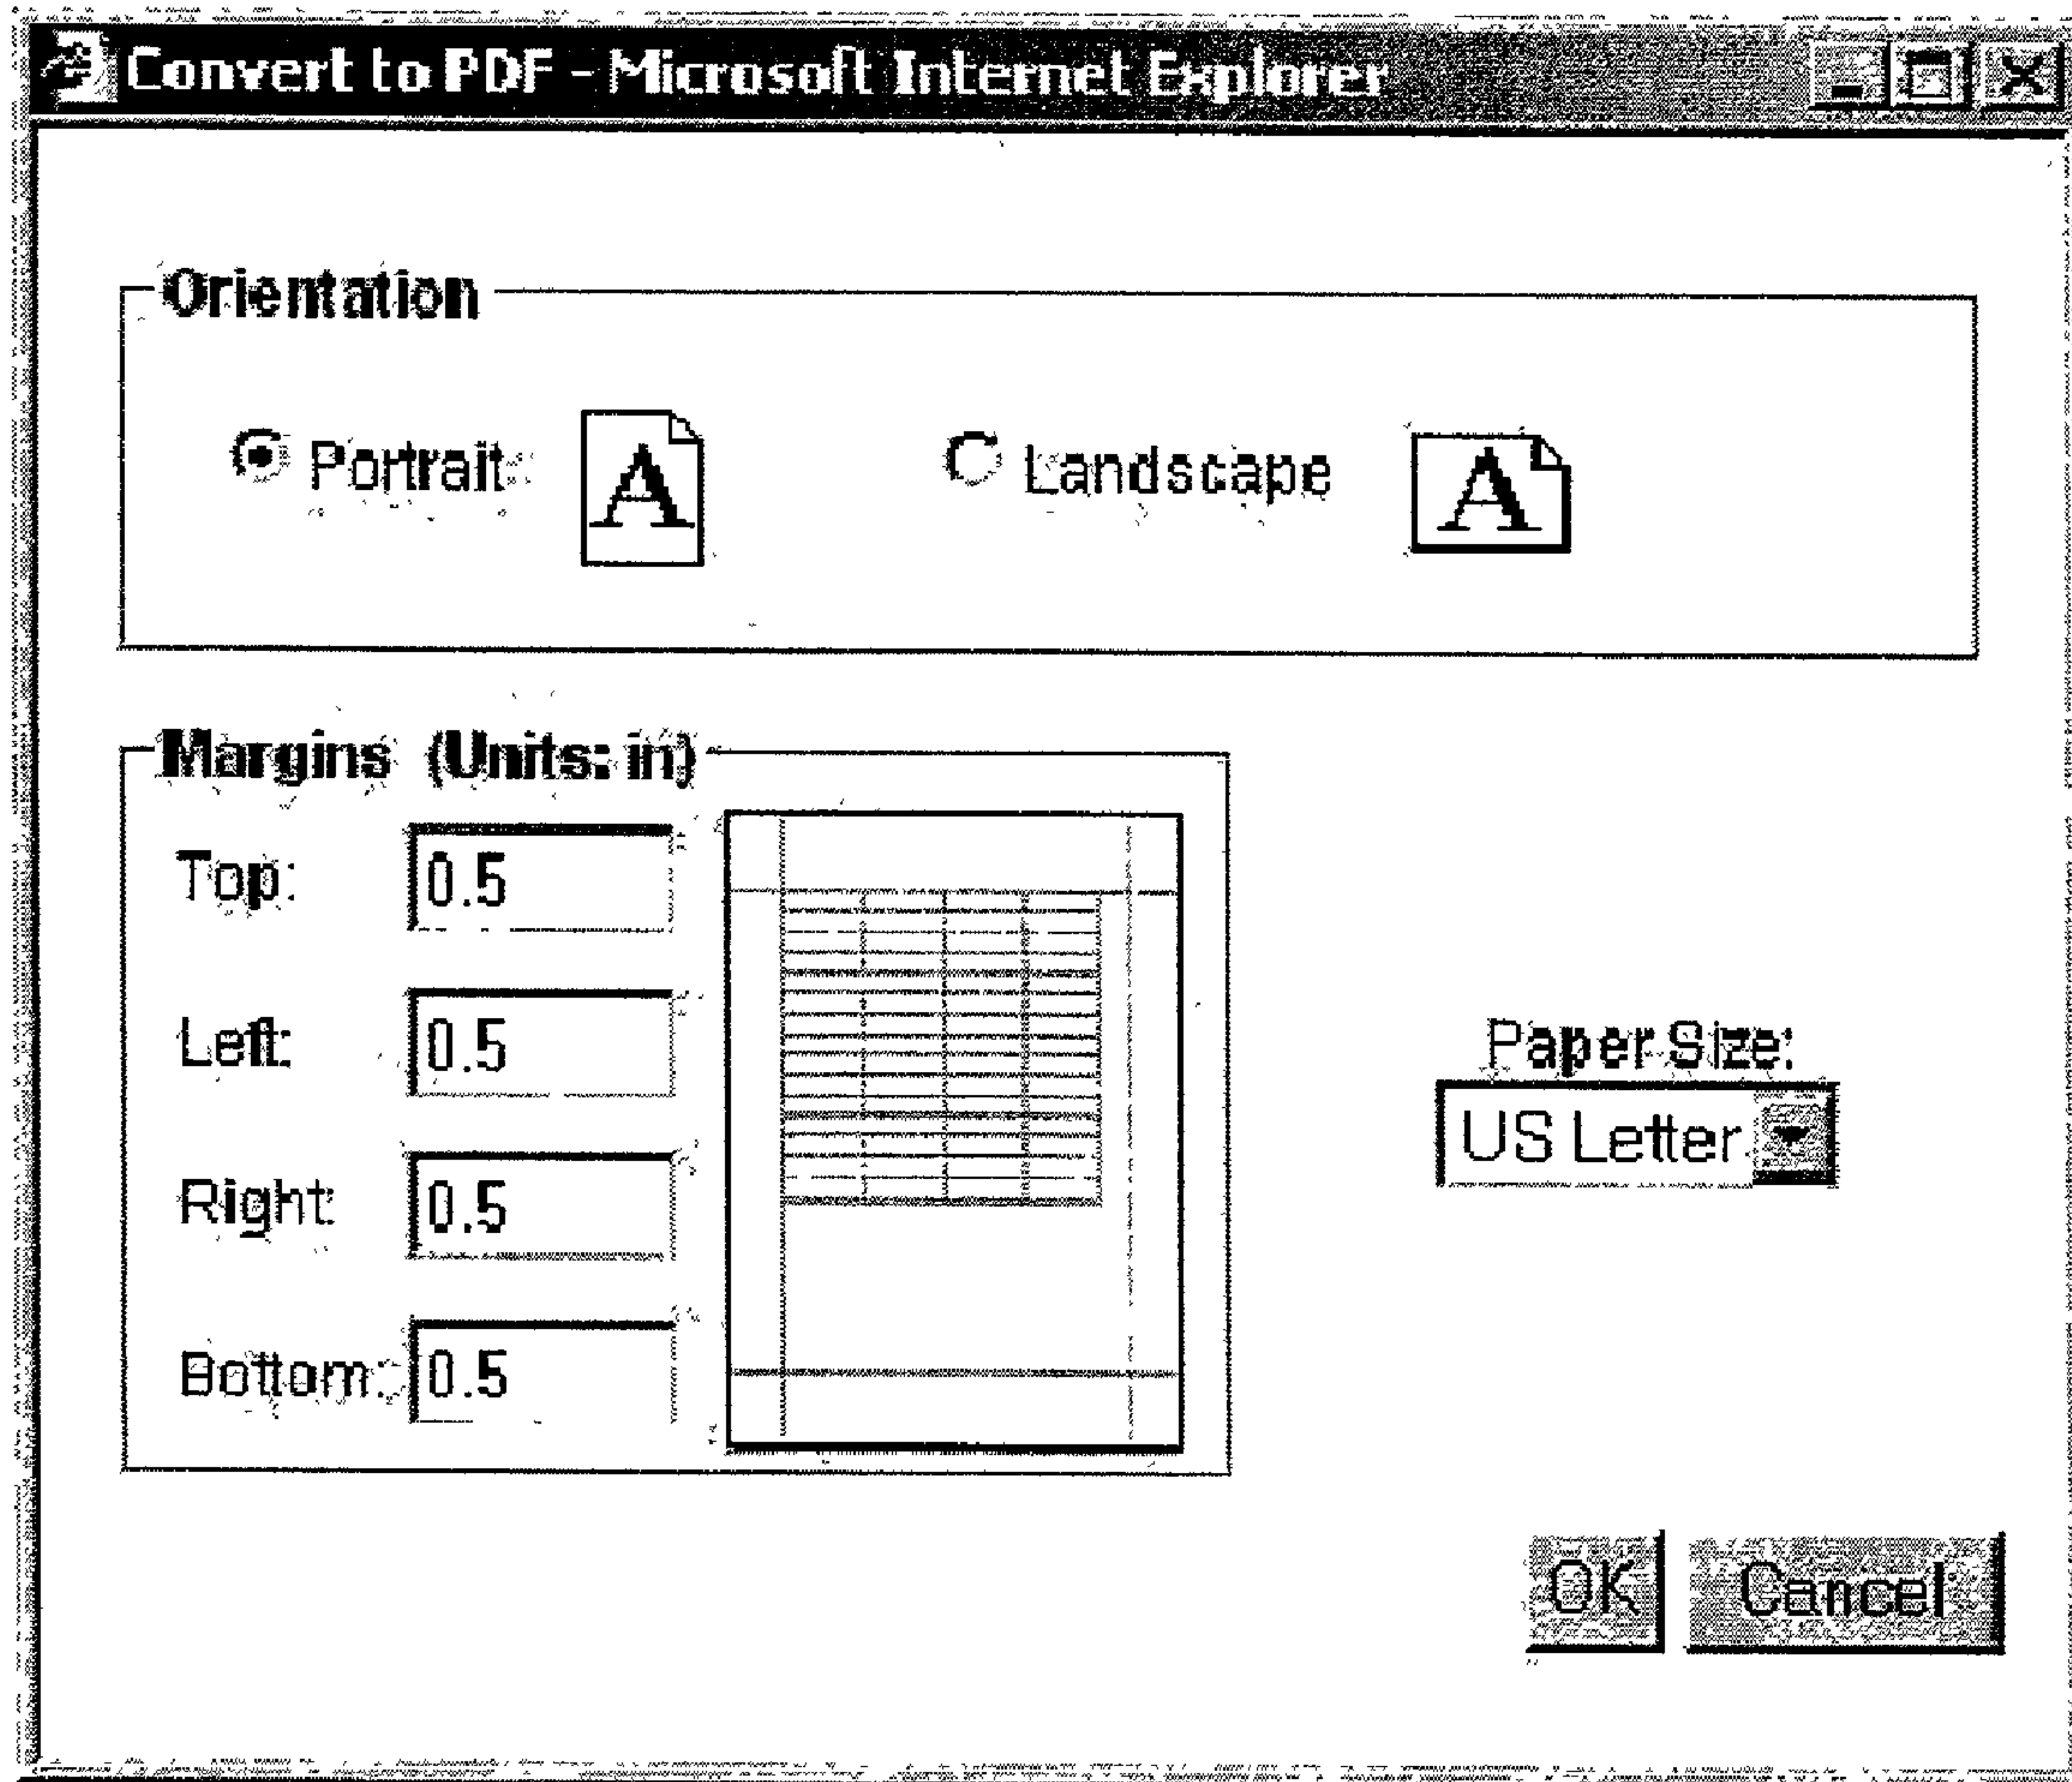 Convert to PDF - Microsoft Internet Explorer
Orientation
Portrait A Landscape A
Margins (Units: in)
Top: 0.5
Left: 0.5
Right: 0.5
Bottom: 0.5
Paper Size:
US Letter
OK Cancel